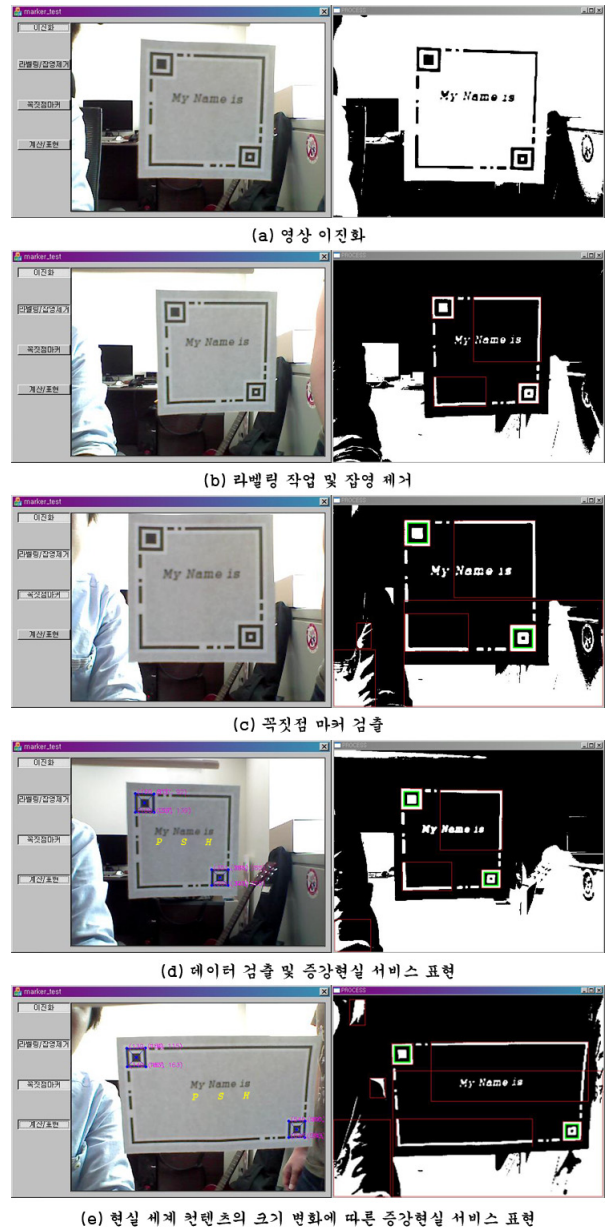 marker_test
PROCESS
이진화
라벨링/잡영제거
꼭짓점마커
계산/표현
My Name is
My Name is
(a) 영상 이진화
marker_test
PROCESS
이진화
라벨링/잡영제거
꼭짓점마커
계산/표현
My Name is
My Name is
(b) 라벨링 작업 및 잡영 제거
marker_test
PROCESS
이진화
라벨링/잡영제거
꼭짓점마커
계산/표현
My Name is
My Name is
(c) 꼭짓점 마커 검출
marker_test
PROCESS
이진화
라벨링/잡영제거
꼭짓점마커
계산/표현
My Name is
P S H
My Name is
(d) 데이터 검출 및 증강현실 서비스 표현
marker_test
PROCESS
이진화
라벨링/잡영제거
꼭짓점마커
계산/표현
My Name is
P S H
My Name is
(e) 현실 세계 컨텐츠의 크기 변화에 따른 증강현실 서비스 표현